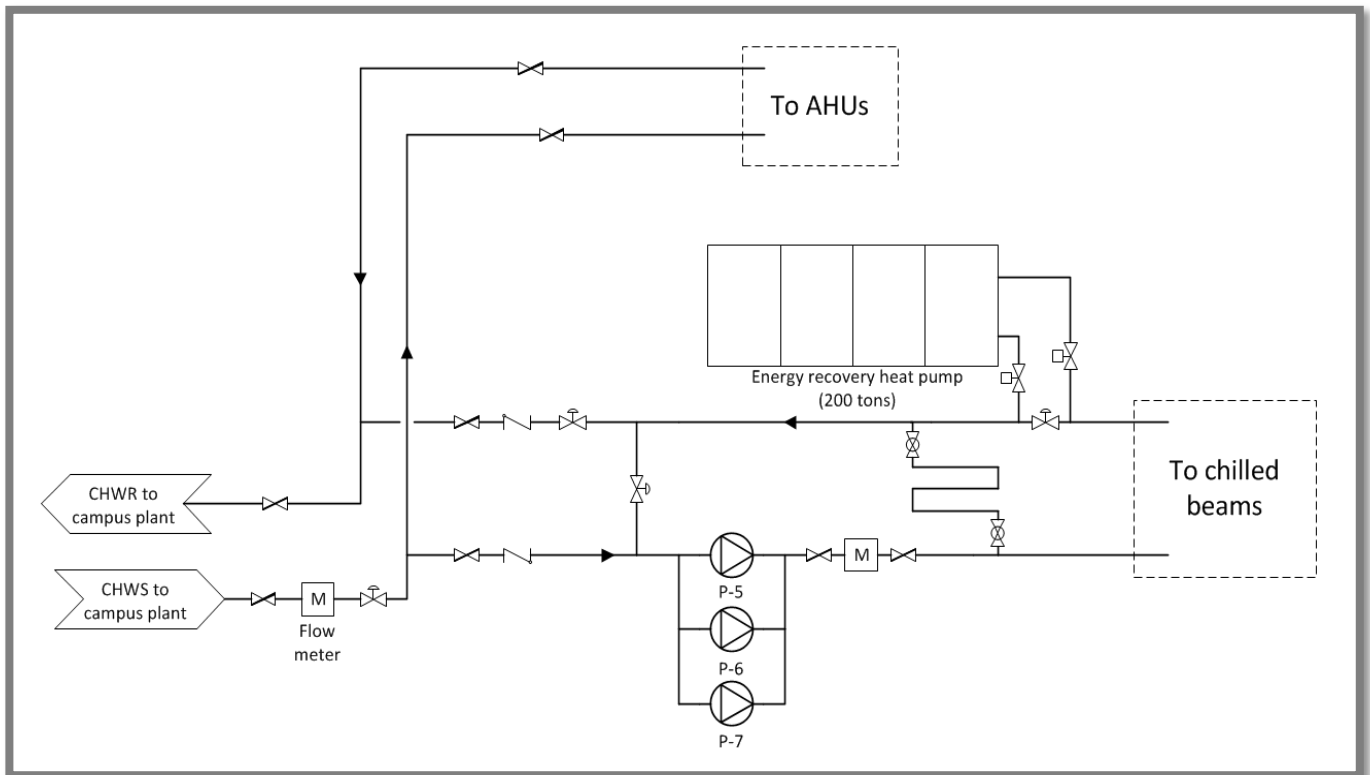 To AHUs
Energy recovery heat pump
(200 tons)
To chilled
beams
CHWR to
campus plant
CHWS to
campus plant
M
Flow
meter
M
P-5
P-6
P-7